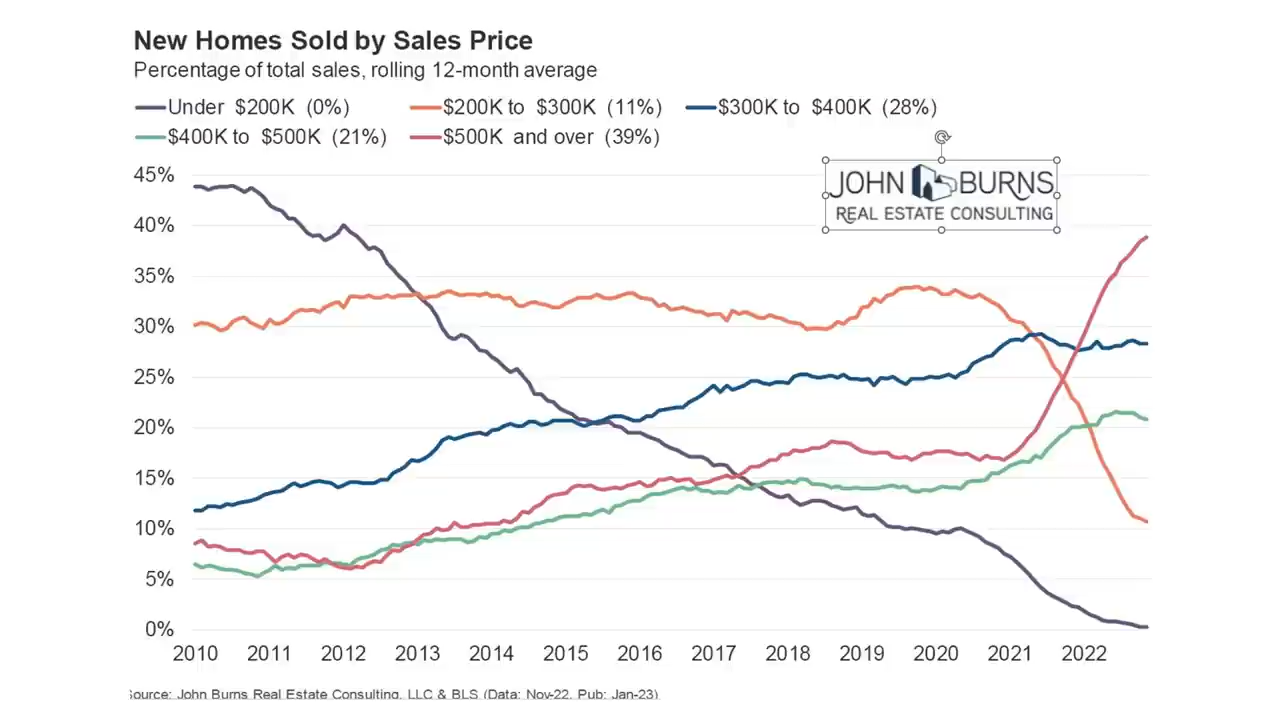 New Homes Sold by Sales Price
Percentage of total sales, rolling 12-month average
Under $200K (0%) $200K to $300K (11%) $300K to $400K (28%)
$400K to $500K (21%) $500K and over (39%)
JOHN BURNS
REAL ESTATE CONSULTING
45%
40%
35%
30%
25%
20%
15%
10%
5%
0%
2010 2011 2012 2013 2014 2015 2016 2017 2018 2019 2020 2021 2022
Source: John Burns Real Estate Consulting, LLC & BLS (Data: Nov-22, Pub: Jan-23)